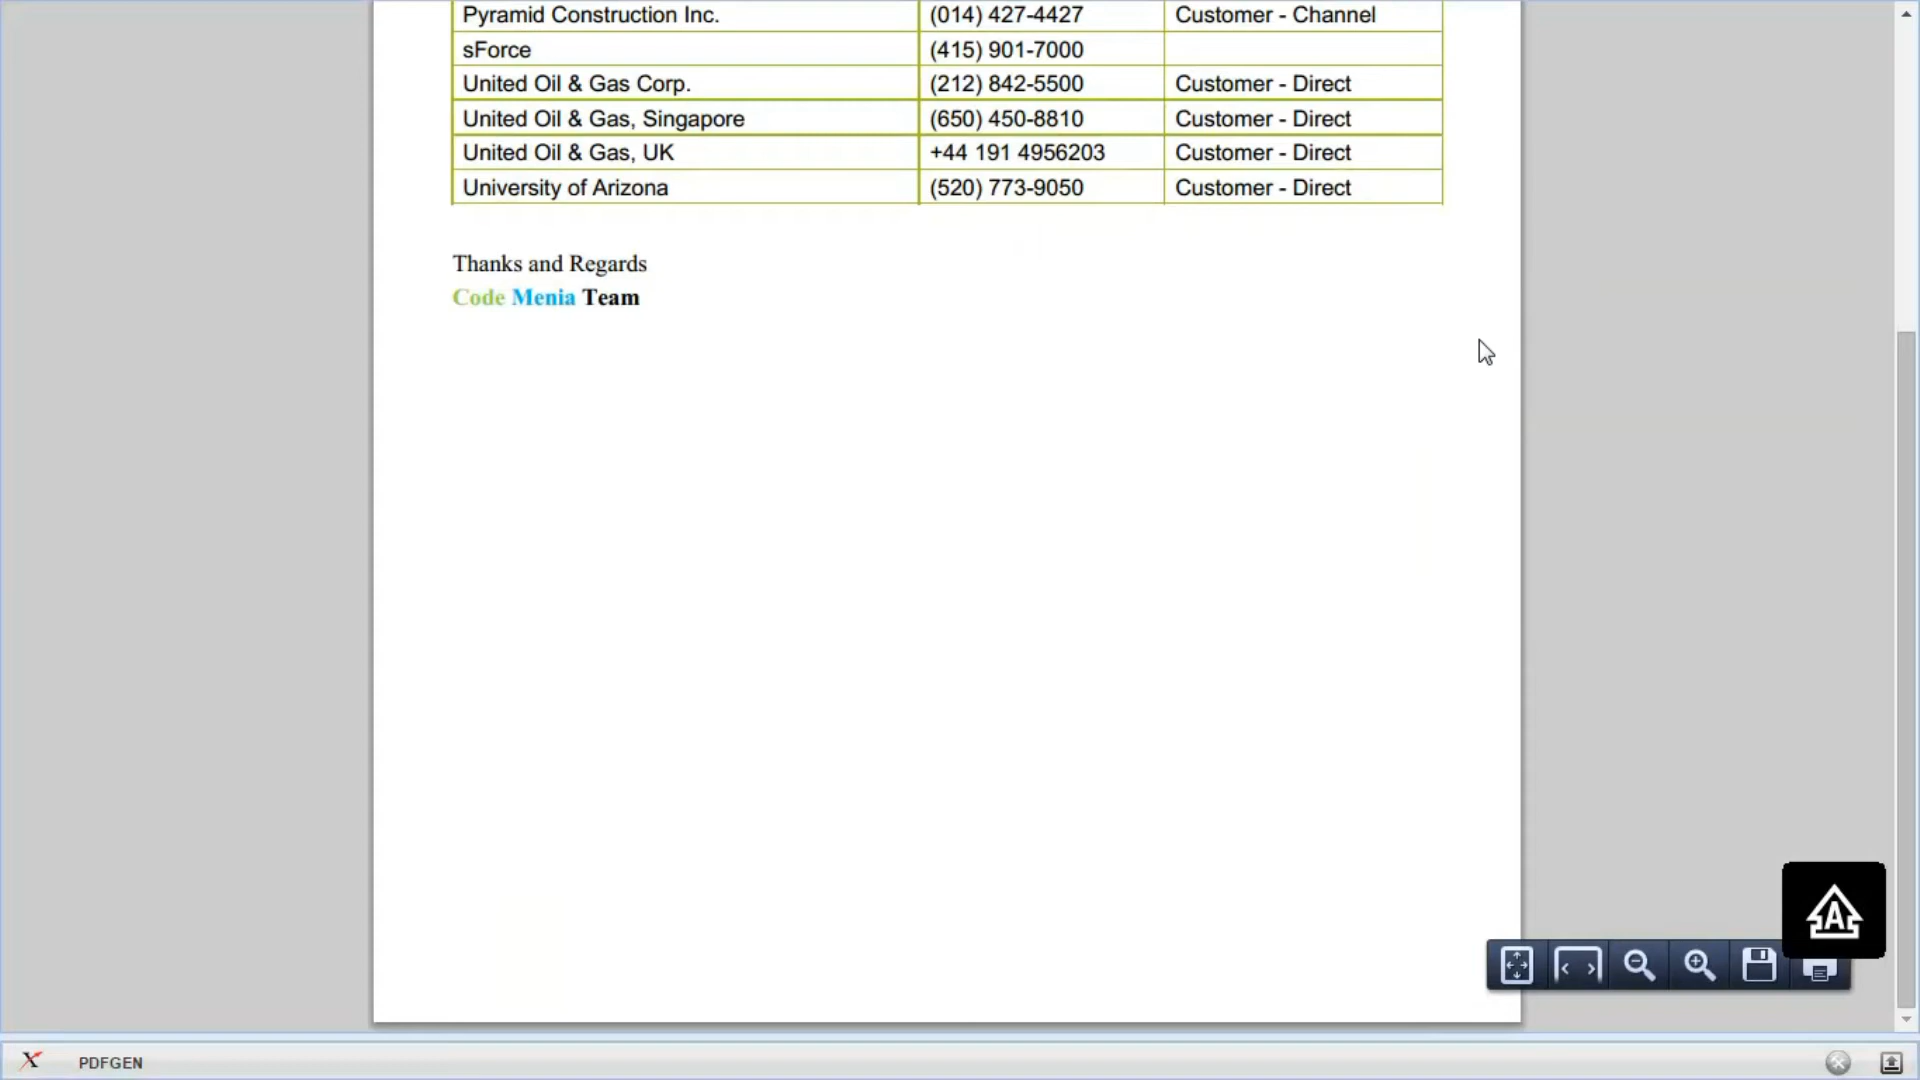 Pyramid Construction Inc. (014) 427-4427 Customer - Channel
sForce (415) 901-7000
United Oil & Gas Corp. (212) 842-5500 Customer - Direct
United Oil & Gas, Singapore (650) 450-8810 Customer - Direct
United Oil & Gas, UK +44 191 4956203 Customer - Direct
University of Arizona (520) 773-9050 Customer - Direct
Thanks and Regards
Code Menia Team
A
X PDFGEN